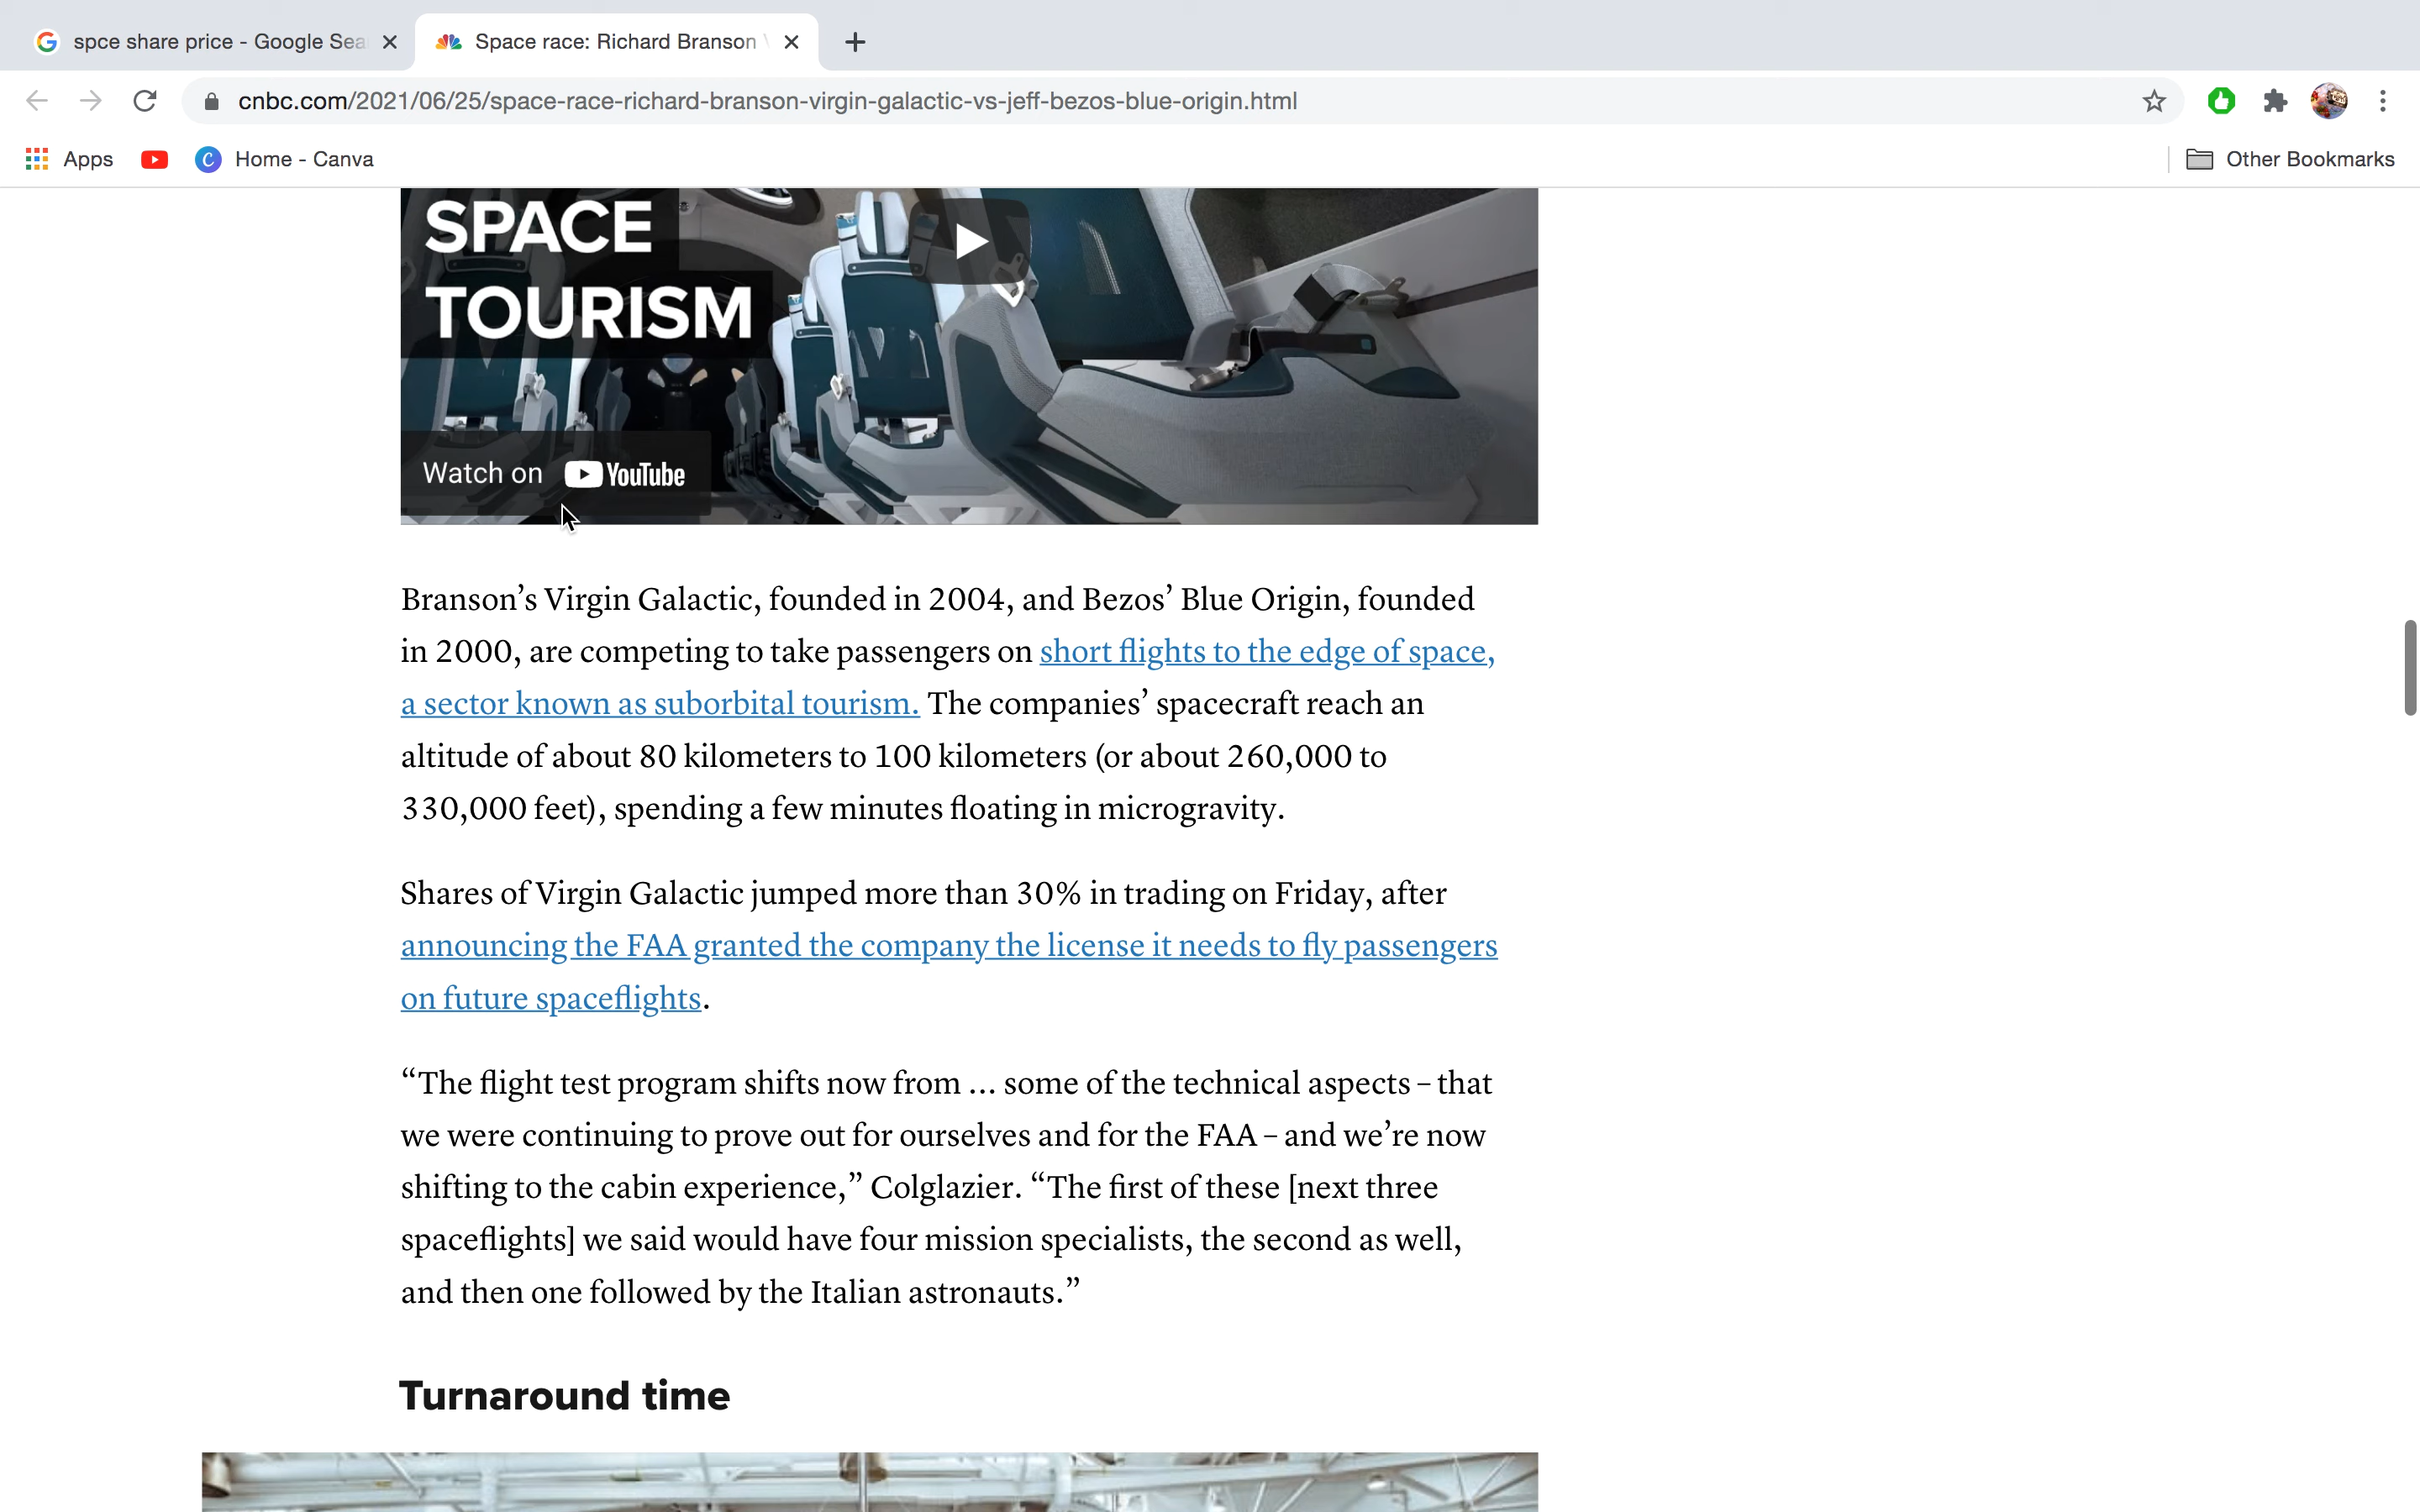 spce share price - Google Sea
Space race: Richard Branson
cnbc.com/2021/06/25/space-race-richard-branson-virgin-galactic-vs-jeff-bezos-blue-origin.html
Apps
Home - Canva
Other Bookmarks
SPACE
TOURISM
Watch on YouTube
Branson’s Virgin Galactic, founded in 2004, and Bezos’ Blue Origin, founded
in 2000, are competing to take passengers on short flights to the edge of space,
a sector known as suborbital tourism. The companies’ spacecraft reach an
altitude of about 80 kilometers to 100 kilometers (or about 260,000 to
330,000 feet), spending a few minutes floating in microgravity.
Shares of Virgin Galactic jumped more than 30% in trading on Friday, after
announcing the FAA granted the company the license it needs to fly passengers
on future spaceflights.
“The flight test program shifts now from ... some of the technical aspects – that
we were continuing to prove out for ourselves and for the FAA – and we’re now
shifting to the cabin experience,” Colglazier. “The first of these [next three
spaceflights] we said would have four mission specialists, the second as well,
and then one followed by the Italian astronauts.”
Turnaround time